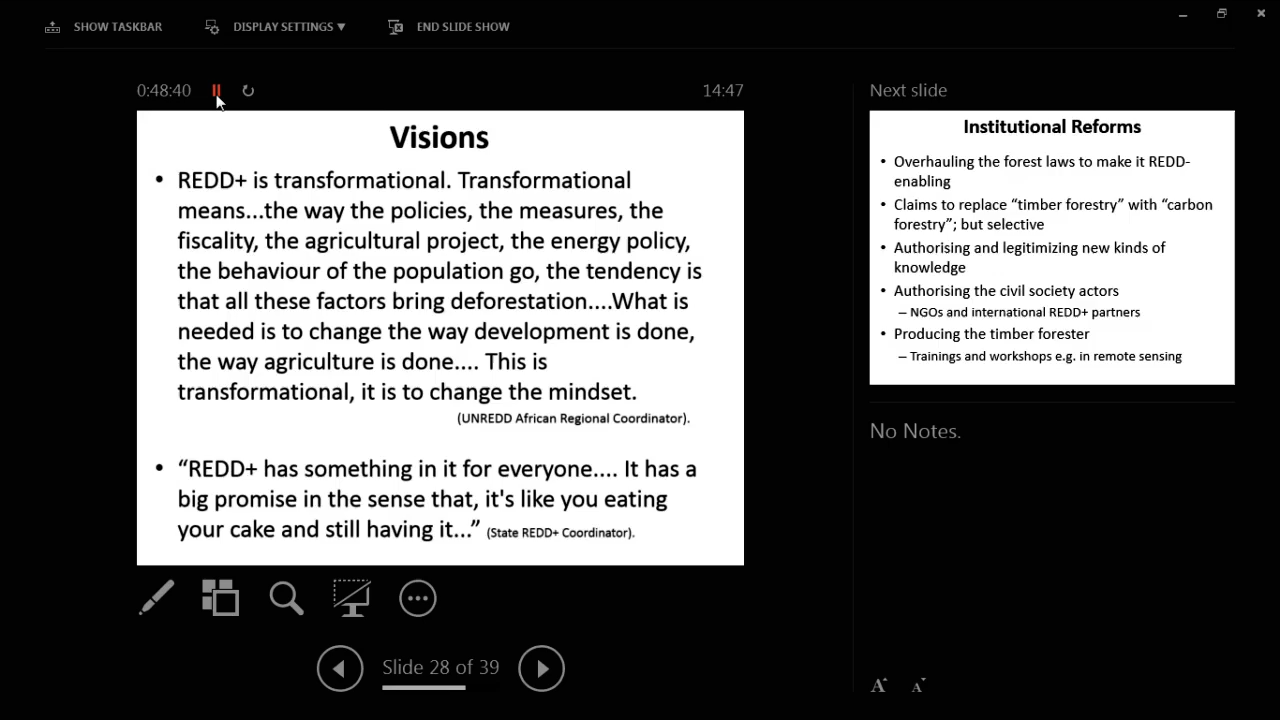 SHOW TASKBAR DISPLAY SETTINGS ▼ END SLIDE SHOW
0:48:40 14:47
Visions
• REDD+ is transformational. Transformational
means...the way the policies, the measures, the
fiscality, the agricultural project, the energy policy,
the behaviour of the population go, the tendency is
that all these factors bring deforestation....What is
needed is to change the way development is done,
the way agriculture is done.... This is
transformational, it is to change the mindset.
(UNREDD African Regional Coordinator).
• “REDD+ has something in it for everyone.... It has a
big promise in the sense that, it's like you eating
your cake and still having it...” (State REDD+ Coordinator).
Slide 28 of 39
Next slide
Institutional Reforms
• Overhauling the forest laws to make it REDD-
enabling
• Claims to replace “timber forestry” with “carbon
forestry”; but selective
• Authorising and legitimizing new kinds of
knowledge
• Authorising the civil society actors
– NGOs and international REDD+ partners
• Producing the timber forester
– Trainings and workshops e.g. in remote sensing
No Notes.
A A